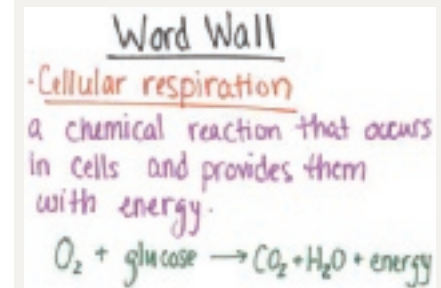 Word Wall
·Cellular respiration
a chemical reaction that occurs
in cells and provides them
with energy.
O₂ + glucose → CO₂+H₂O + energy